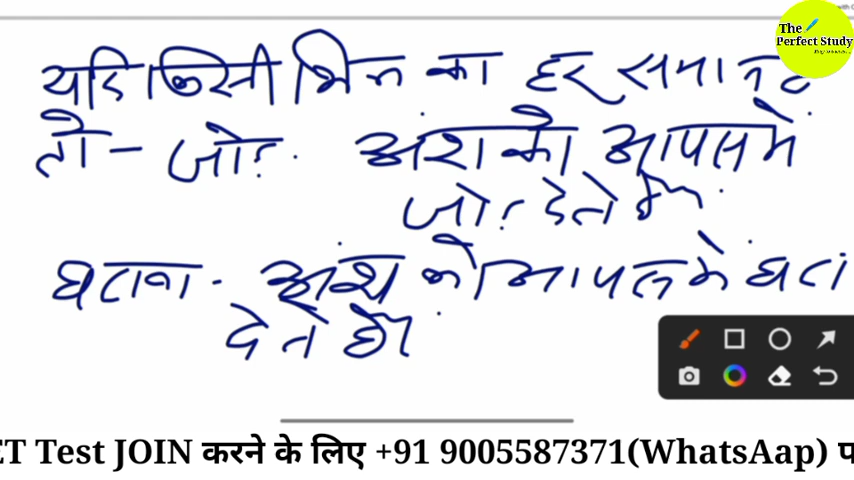 The
Perfect Study
यदि किसी भिन्न का हर समान हो
तो - जोड़. अंश को आपस में
जोड़ देते हैं
घटाना - अंश को आपस में घटा
देते हैं
ET Test JOIN करने के लिए +91 9005587371(WhatsAap) प